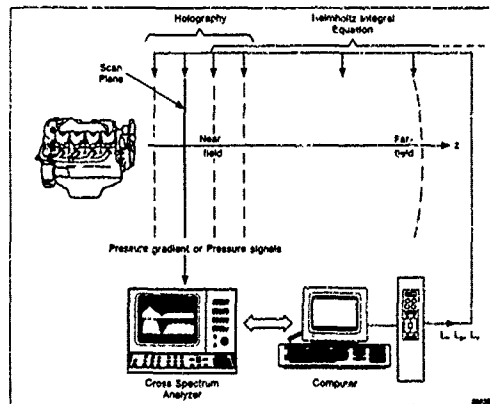 Holography
Helmholtz Integral
Equation
Scan
Plane
Near
field
Far-
field
z
Pressure gradient or Pressure signals
Cross Spectrum
Analyzer
Computer